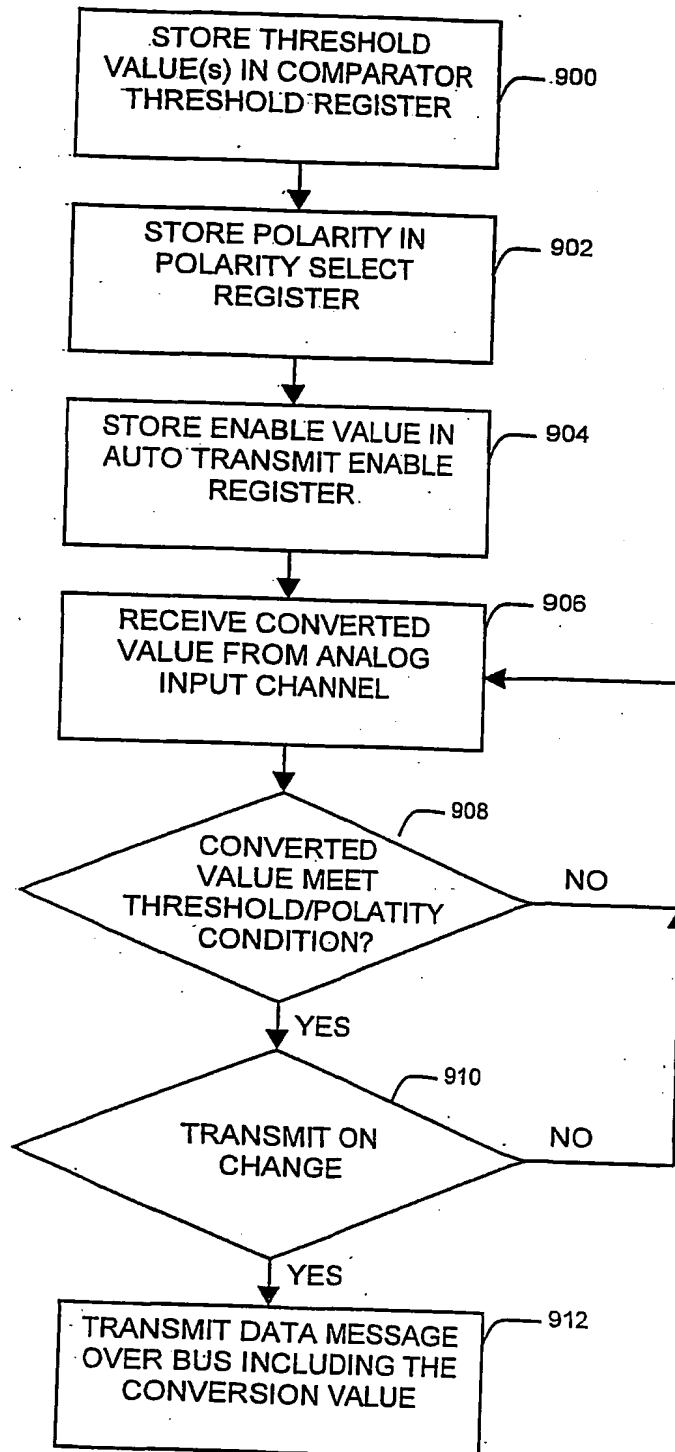 STORE THRESHOLD
VALUE(s) IN COMPARATOR
THRESHOLD REGISTER
900
STORE POLARITY IN
POLARITY SELECT
REGISTER
902
STORE ENABLE VALUE IN
AUTO TRANSMIT ENABLE
REGISTER
904
RECEIVE CONVERTED
VALUE FROM ANALOG
INPUT CHANNEL
906
CONVERTED
VALUE MEET
THRESHOLD/POLATITY
CONDITION?
908
NO
YES
TRANSMIT ON
CHANGE
910
NO
YES
TRANSMIT DATA MESSAGE
OVER BUS INCLUDING THE
CONVERSION VALUE
912